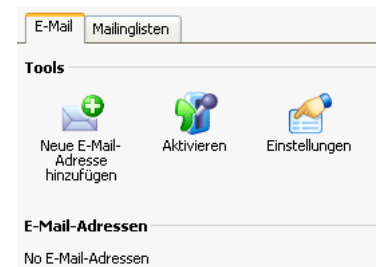 E-Mail Mailinglisten
Tools
Neue E-Mail- Aktivieren Einstellungen
Adresse
hinzufügen
E-Mail-Adressen
No E-Mail-Adressen